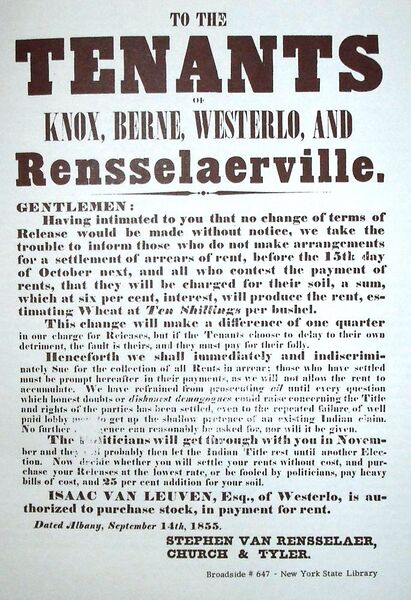 TO THE
TENANTS
OF
KNOX, BERNE, WESTERLO, AND
Rensselaerville.
GENTLEMEN:
Having intimated to you that no change of terms of
Release would be made without notice, we take the
trouble to inform those who do not make arrangements
for a settlement of arrears of rent, before the 15th day
of October next, and all who contest the payment of
rents, that they will be charged for their soil, a sum,
which at six per cent, interest, will produce the rent, es-
timating Wheat at Ten Shillings per bushel.
This change will make a difference of one quarter
in our charge for Releases, but if the Tenants choose to delay to their own
detriment, the fault is theirs, and they must pay for their folly.
Henceforth we shall immediately and indiscrimi-
nately Sue for the collection of all Rents in arrear: those who have settled
must be prompt hereafter in their payments, as we will not allow the rent to
accumulate. We have refrained from prosecuting all until every question
which honest doubts or dishonest demagogues could raise concerning the Title
and rights of the parties has been settled, even to the repeated failure of well
paid lobby to get up the shallow pretence of an existing Indian claim.
No further can reasonably be asked for, nor will it be given.
The will get through with you in Novem-
ber and they probably then let the Indian Title rest until another Elec-
tion. Now decide whether you will settle your rents without cost, and pur-
chase your Releases at the lowest rate, or be fooled by politicians, pay heavy
bills of cost, and 25 per cent addition for your soil.
ISAAC VAN LEUVEN, Esq., of Westerlo, is au-
thorized to purchase stock, in payment for rent.
Dated Albany, September 14th, 1855.
STEPHEN VAN RENSSELAER,
CHURCH & TYLER.
Broadside # 647 - New York State Library